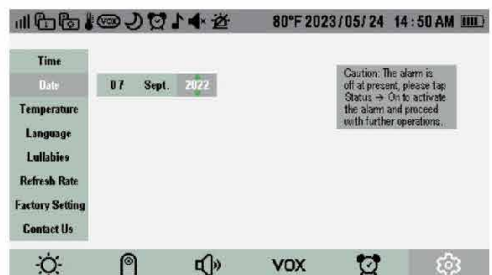 VOX 80°F 2023/05/24 14:50 AM
Time
Date
07 Sept. 2022
Temperature
Language
Lullabies
Refresh Rate
Factory Setting
Contact Us
Caution: The alarm is
off at present, please tap
Status → On to activate
the alarm and proceed
with further operations.
VOX